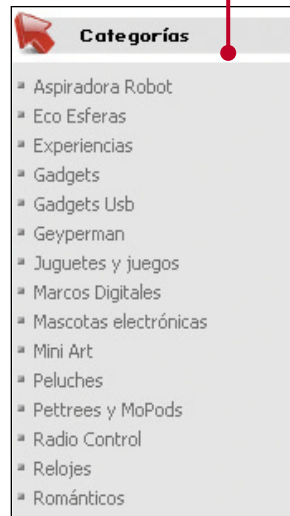 Categorías
Aspiradora Robot
Eco Esferas
Experiencias
Gadgets
Gadgets Usb
Geyperman
Juguetes y juegos
Marcos Digitales
Mascotas electrónicas
Mini Art
Peluches
Pettrees y MoPods
Radio Control
Relojes
Románticos